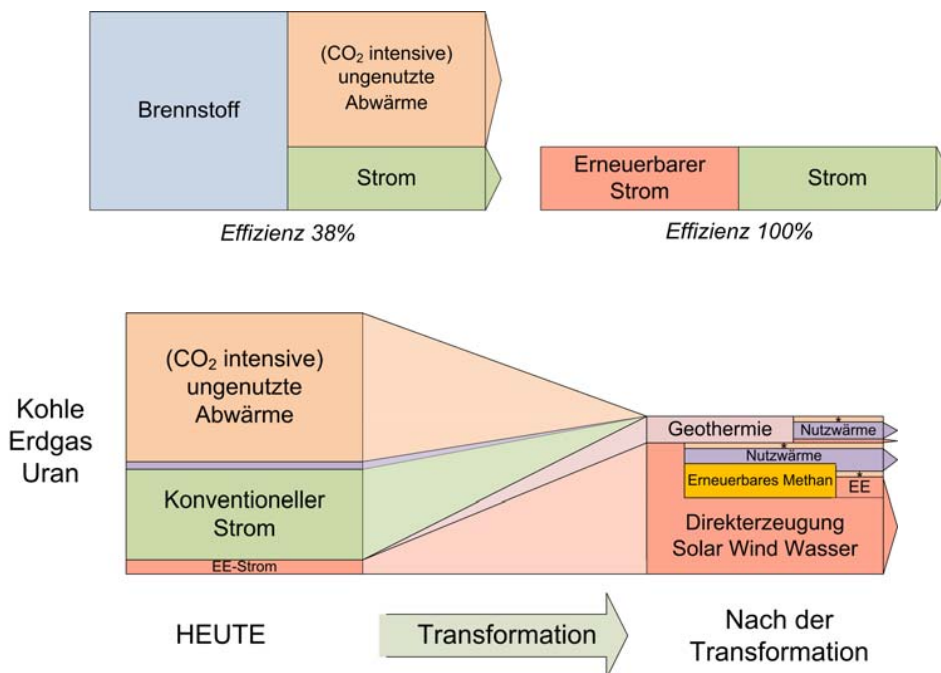 (CO₂ intensive)
ungenutzte
Abwärme
Brennstoff
Strom
Effizienz 38%
Erneuerbarer
Strom
Strom
Effizienz 100%
Kohle
Erdgas
Uran
(CO₂ intensive)
ungenutzte
Abwärme
Konventioneller
Strom
EE-Strom
Geothermie
*
Nutzwärme
*
Nutzwärme
Erneuerbares Methan
*
EE
Direkterzeugung
Solar Wind Wasser
HEUTE
Transformation
Nach der
Transformation